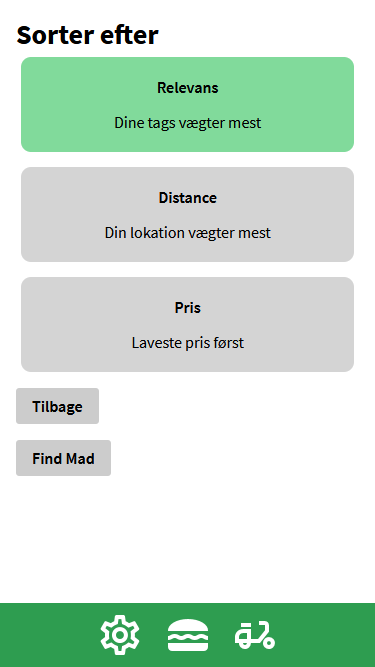 Sorter efter
Relevans
Dine tags vægter mest
Distance
Din lokation vægter mest
Pris
Laveste pris først
Tilbage
Find Mad